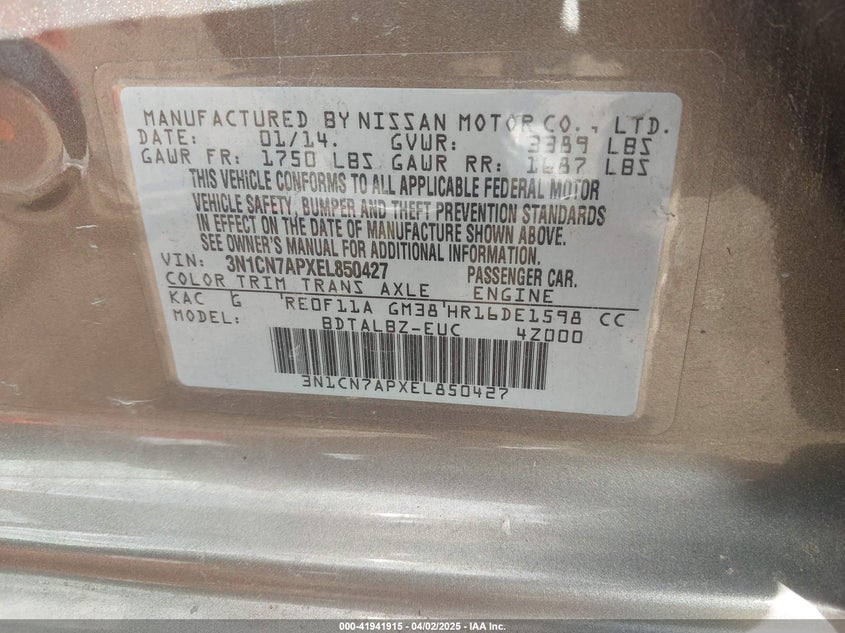 MANUFACTURED BY NISSAN MOTOR CO., LTD.
DATE: 01/14. GVWR: 3389 LBS
GAWR FR: 1750 LBS GAWR RR: 1687 LBS
THIS VEHICLE CONFORMS TO ALL APPLICABLE FEDERAL MOTOR
VEHICLE SAFETY, BUMPER AND THEFT PREVENTION STANDARDS
IN EFFECT ON THE DATE OF MANUFACTURE SHOWN ABOVE.
SEE OWNER'S MANUAL FOR ADDITIONAL INFORMATION.
VIN: 3N1CN7APXEL850427 PASSENGER CAR.
COLOR TRIM TRANS AXLE ENGINE
KAC G RE0F11A GM38 HR16DE1598 CC
MODEL: BDTALBZ-EUC 4Z000
3N1CN7APXEL850427
000-41941915 | 04/02/2025 | IAA Inc.